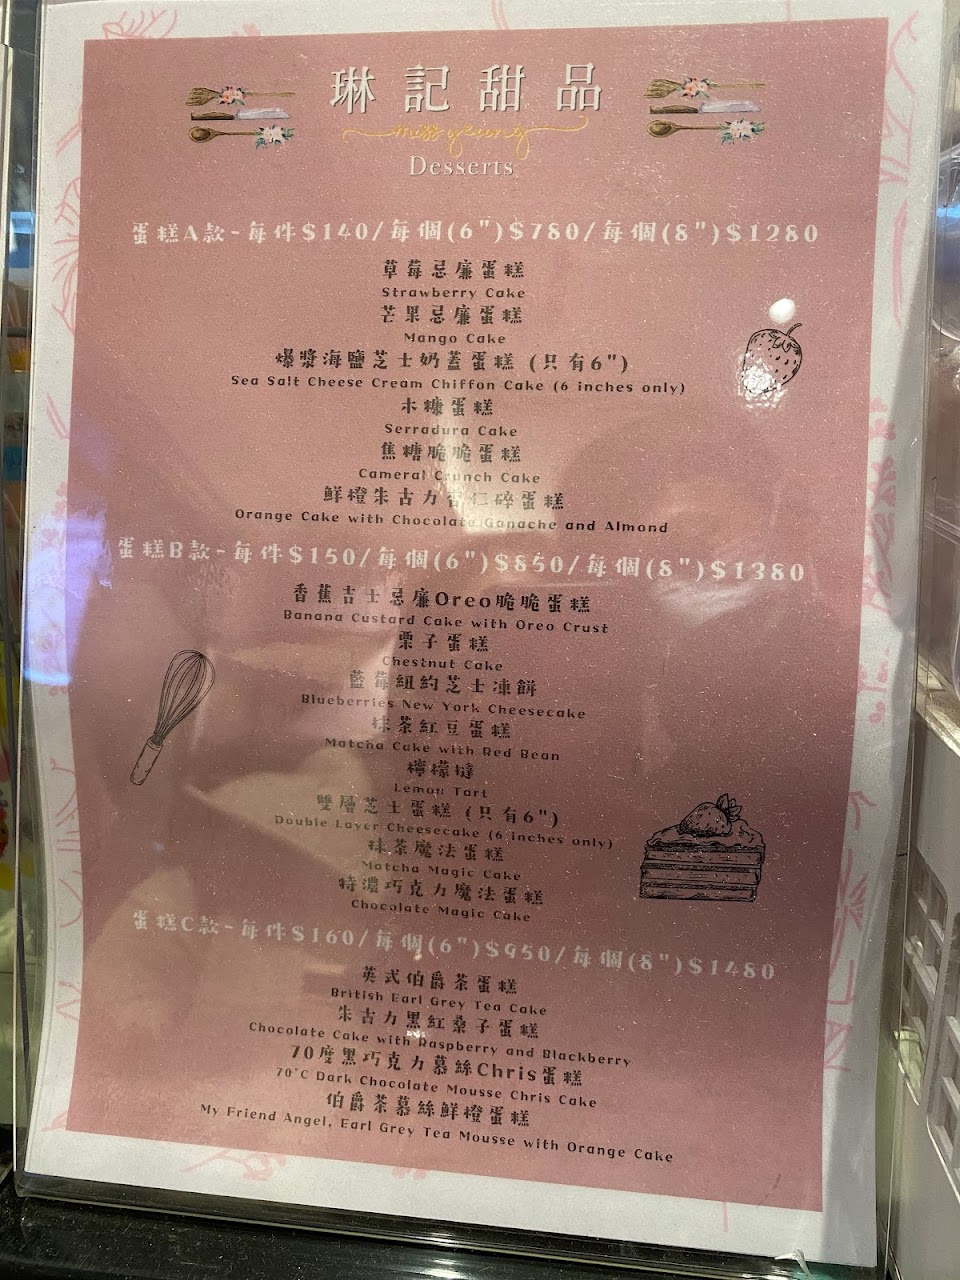 琳記甜品
miss yeung
Desserts
蛋糕A款-每件$140/每個(6")$780/每個(8")$1280
草莓忌廉蛋糕
Strawberry Cake
芒果忌廉蛋糕
Mango Cake
爆漿海鹽芝士奶蓋蛋糕 (只有6")
Sea Salt Cheese Cream Chiffon Cake (6 inches only)
木糠蛋糕
Serradura Cake
焦糖脆脆蛋糕
Cameral Crunch Cake
鮮橙朱古力杏仁碎蛋糕
Orange Cake with Chocolate Ganache and Almond
蛋糕B款-每件$150/每個(6")$850/每個(8")$1380
香蕉吉士忌廉Oreo脆脆蛋糕
Banana Custard Cake with Oreo Crust
栗子蛋糕
Chestnut Cake
藍莓紐約芝士凍餅
Blueberries New York Cheesecake
抹茶紅豆蛋糕
Matcha Cake with Red Bean
檸檬撻
Lemon Tart
雙層芝士蛋糕 (只有6")
Double Layer Cheesecake (6 inches only)
抹茶魔法蛋糕
Matcha Magic Cake
特濃巧克力魔法蛋糕
Chocolate Magic Cake
蛋糕C款-每件$160/每個(6")$950/每個(8")$1480
英式伯爵茶蛋糕
British Earl Grey Tea Cake
朱古力黑紅桑子蛋糕
Chocolate Cake with Raspberry and Blackberry
70度黑巧克力慕絲Chris蛋糕
70°C Dark Chocolate Mousse Chris Cake
伯爵茶慕絲鮮橙蛋糕
My Friend Angel, Earl Grey Tea Mousse with Orange Cake